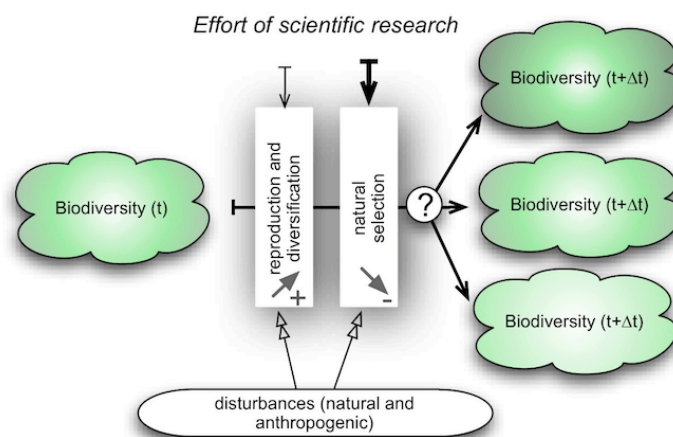 Effort of scientific research
Biodiversity (t+Δt)
reproduction and
diversification
natural
selection
Biodiversity (t)
?
Biodiversity (t+Δt)
+
-
Biodiversity (t+Δt)
disturbances (natural and
anthropogenic)